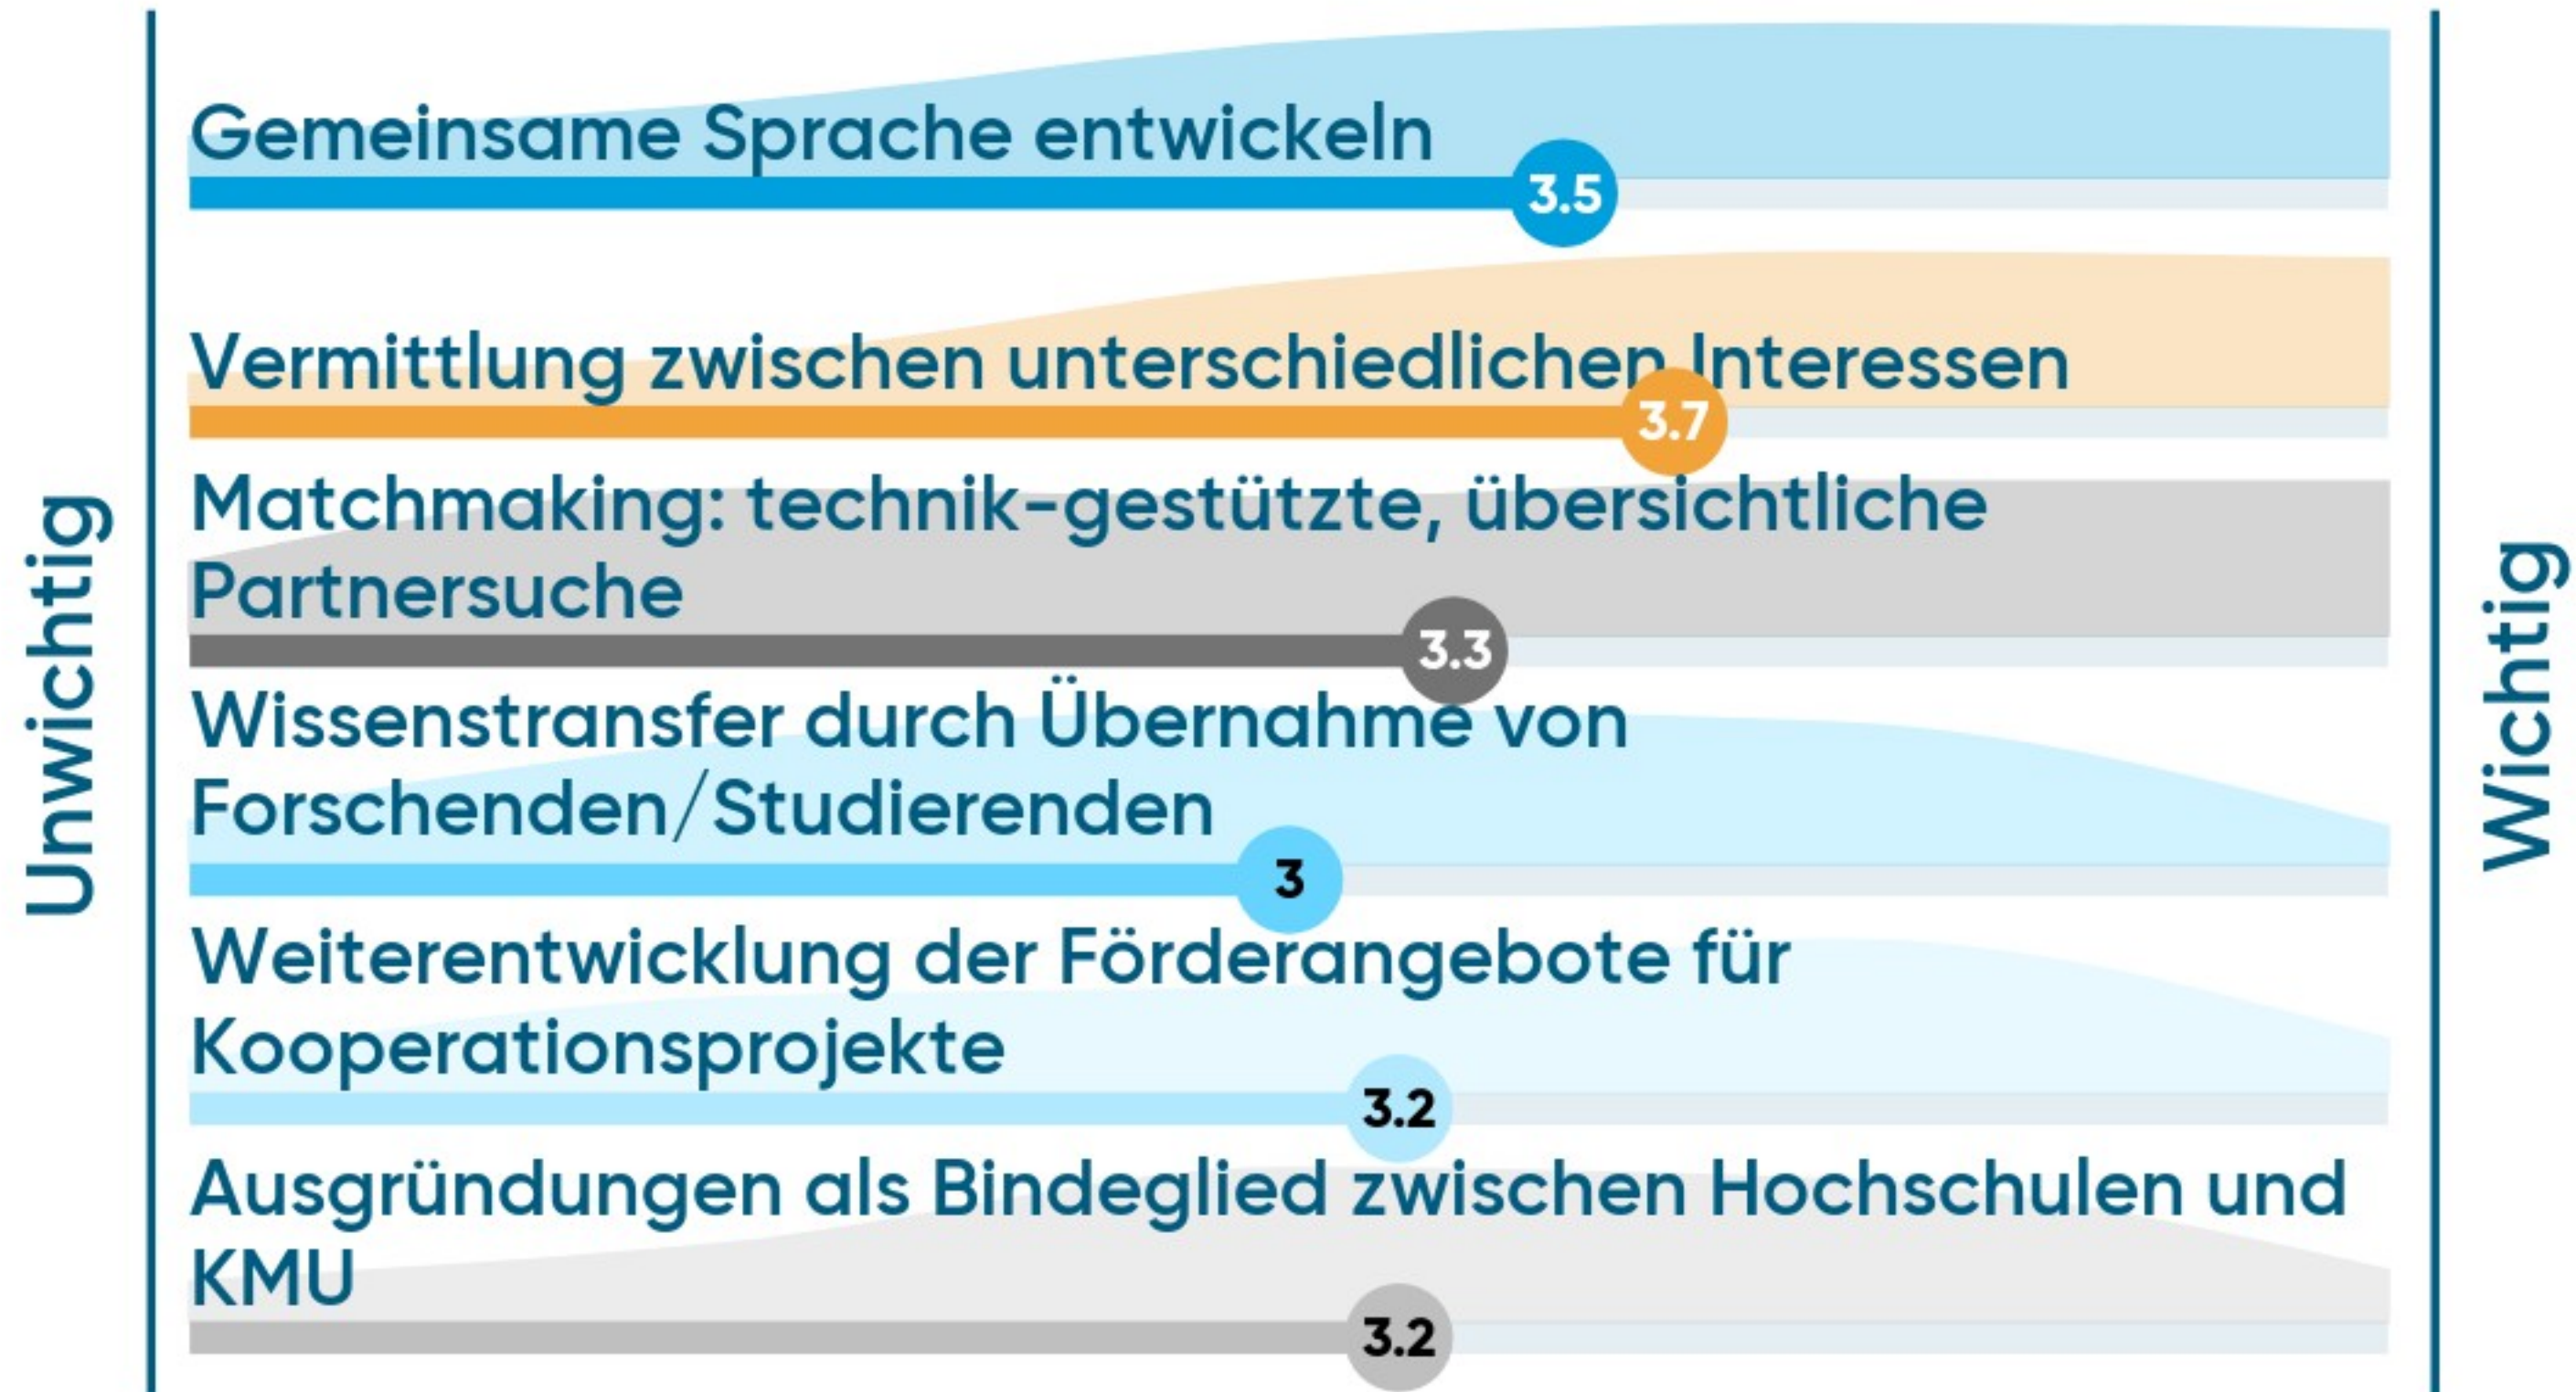 Gemeinsame Sprache entwickeln
3.5
Vermittlung zwischen unterschiedlichen Interessen
3.7
Matchmaking: technik-gestützte, übersichtliche
Partnersuche
3.3
Wissenstransfer durch Übernahme von
Forschenden/Studierenden
3
Weiterentwicklung der Förderangebote für
Kooperationsprojekte
3.2
Ausgründungen als Bindeglied zwischen Hochschulen und
KMU
3.2
Unwichtig
Wichtig